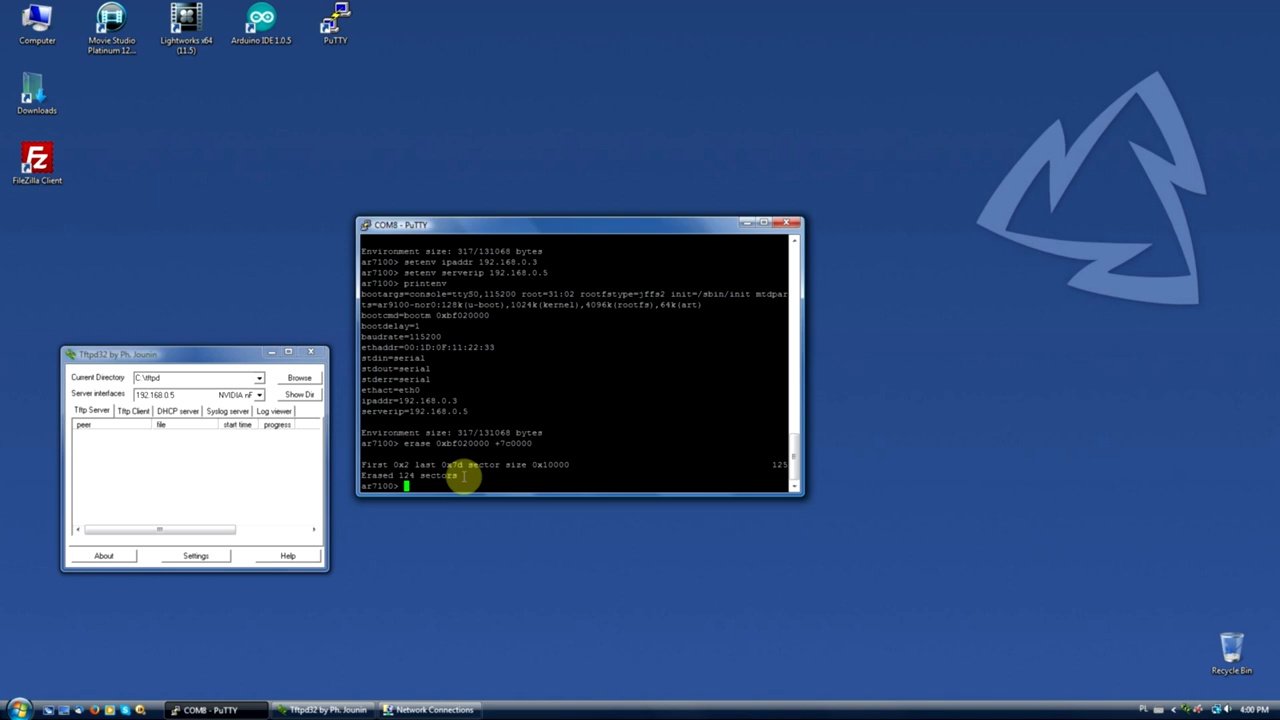 Computer
Movie Studio
Platinum 12...
Lightworks x64
(11.5)
Arduino IDE.1.0.5
PuTTY
Downloads
FileZilla Client
COM8 - PuTTY
Environment size: 317/131068 bytes
ar7100> setenv ipaddr 192.168.0.3
ar7100> setenv serverip 192.168.0.5
ar7100> printenv
bootargs=console=ttyS0,115200 root=31:02 rootfstype=jffs2 init=/sbin/init mtdpar
ts=ar9100-nor0:128k(u-boot),1024k(kernel),4096k(rootfs),64k(art)
bootcmd=bootm 0xbf020000
bootdelay=1
baudrate=115200
ethaddr=00:1D:0F:11:22:33
stdin=serial
stdout=serial
stderr=serial
ethact=eth0
ipaddr=192.168.0.3
serverip=192.168.0.5
Environment size: 317/131068 bytes
ar7100> erase 0xbf020000 +7c0000
First 0x2 last 0x7d sector size 0x10000 125
Erased 124 sectors
ar7100>
Tftpd32 by Ph. Jounin
Current Directory C:\tftpd Browse
Server interfaces 192.168.0.5 NVIDIA nF Show Dir
Tftp Server Tftp Client DHCP server Syslog server Log viewer
peer file start time progress
About Settings Help
Recycle Bin
COM8 - PuTTY Tftpd32 by Ph. Jounin Network Connections PL 4:00 PM